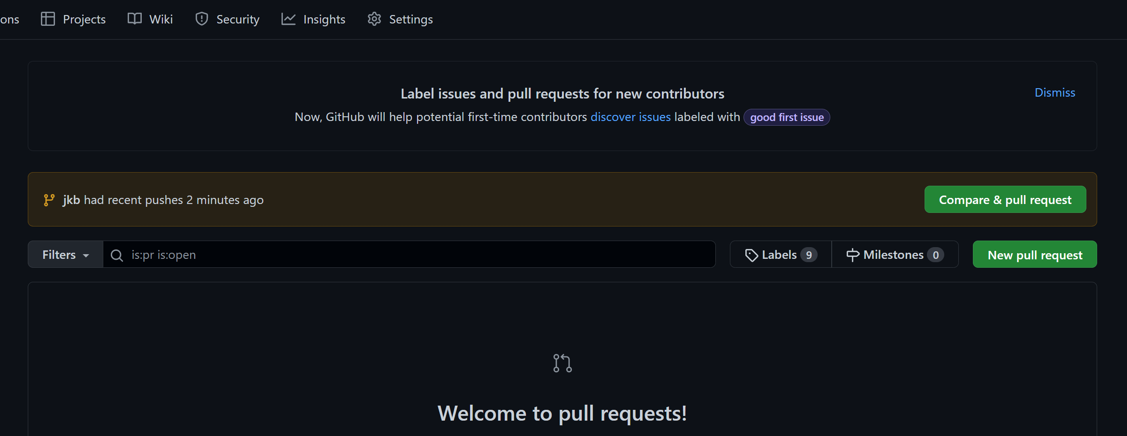 ons Projects Wiki Security Insights Settings
Label issues and pull requests for new contributors
Dismiss
Now, GitHub will help potential first-time contributors discover issues labeled with good first issue
jkb had recent pushes 2 minutes ago
Compare & pull request
Filters is:pr is:open Labels 9 Milestones 0 New pull request
Welcome to pull requests!